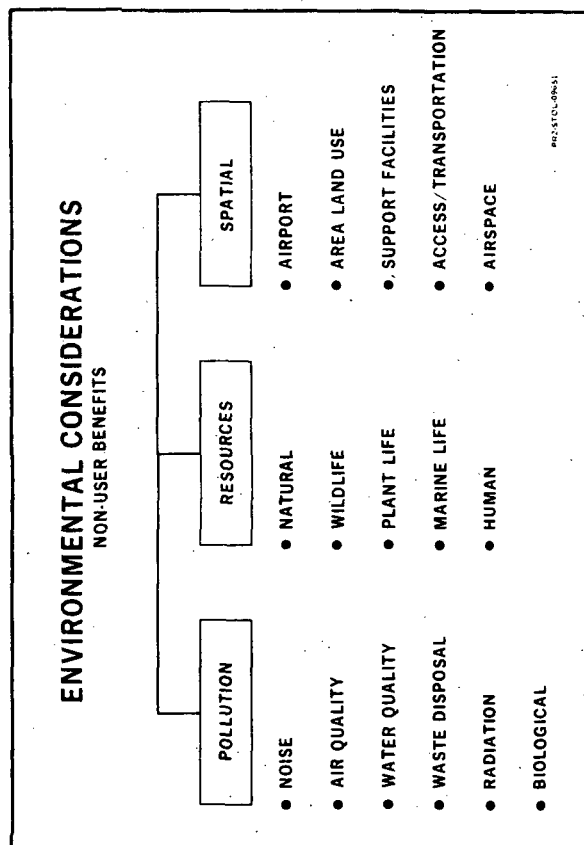 ENVIRONMENTAL CONSIDERATIONS
NON-USER BENEFITS
POLLUTION
● NOISE
● AIR QUALITY
● WATER QUALITY
● WASTE DISPOSAL
● RADIATION
● BIOLOGICAL
RESOURCES
● NATURAL
● WILDLIFE
● PLANT LIFE
● MARINE LIFE
● HUMAN
SPATIAL
● AIRPORT
● AREA LAND USE
● SUPPORT FACILITIES
● ACCESS/TRANSPORTATION
● AIRSPACE